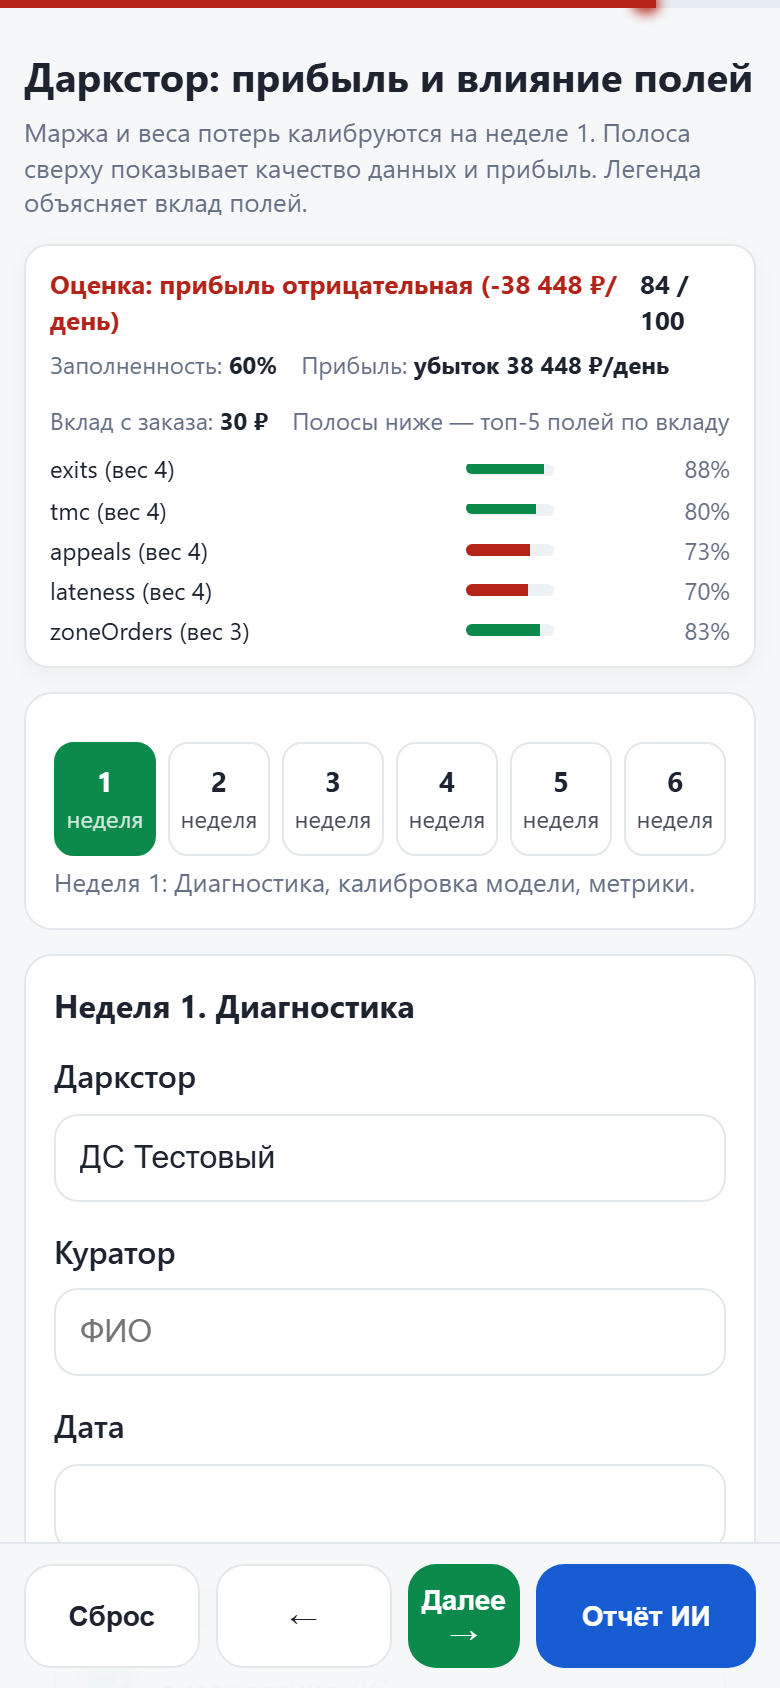 Даркстор: прибыль и влияние полей
Маржа и веса потерь калибруются на неделе 1. Полоса
сверху показывает качество данных и прибыль. Легенда
объясняет вклад полей.
Оценка: прибыль отрицательная (-38 448 ₽/
день)
84 /
100
Заполненность: 60% Прибыль: убыток 38 448 ₽/день
Вклад с заказа: 30 ₽ Полосы ниже — топ-5 полей по вкладу
exits (вес 4) 88%
tmc (вес 4) 80%
appeals (вес 4) 73%
lateness (вес 4) 70%
zoneOrders (вес 3) 83%
1 2 3 4 5 6
неделя неделя неделя неделя неделя неделя
Неделя 1: Диагностика, калибровка модели, метрики.
Неделя 1. Диагностика
Даркстор
ДС Тестовый
Куратор
ФИО
Дата
Сброс ← Далее → Отчёт ИИ